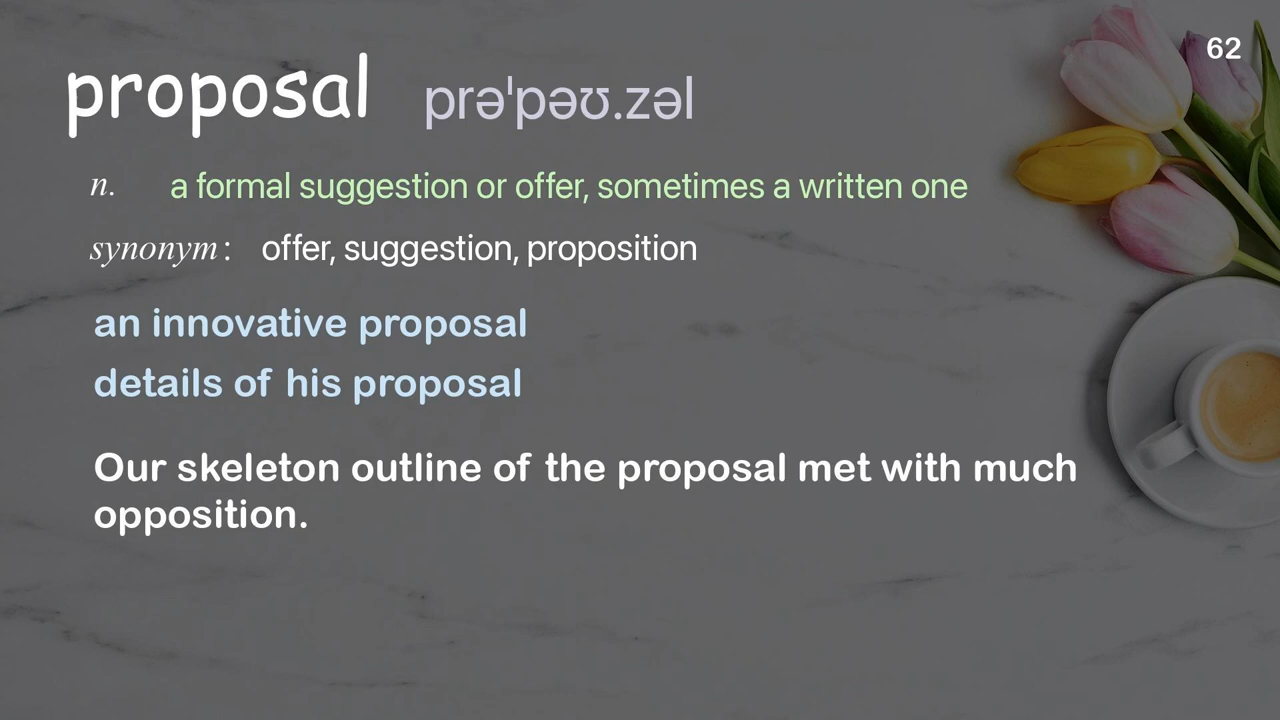 62
proposal prəˈpəʊ.zəl
n. a formal suggestion or offer, sometimes a written one
synonym: offer, suggestion, proposition
an innovative proposal
details of his proposal
Our skeleton outline of the proposal met with much
opposition.